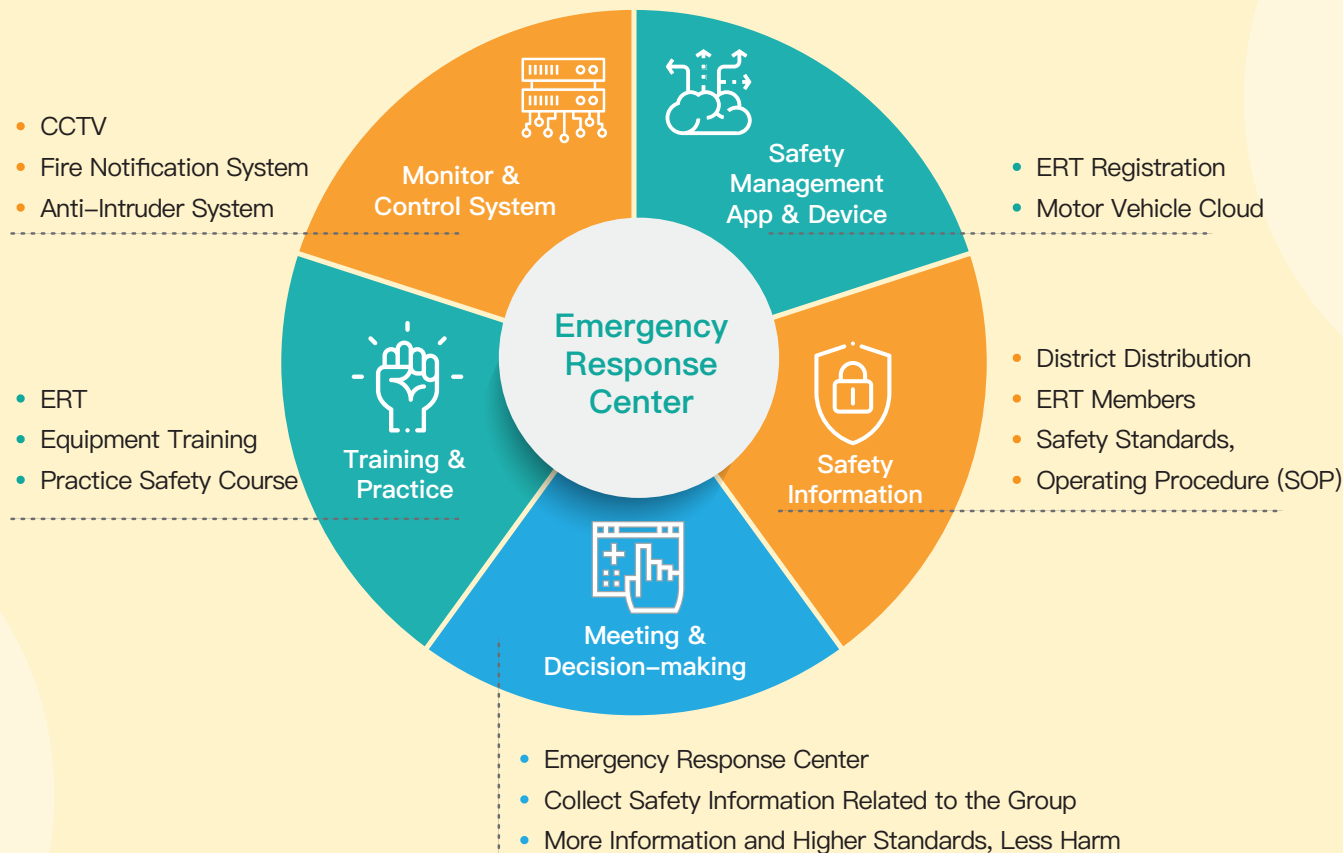 CCTV
Fire Notification System
Anti-Intruder System
Monitor &
Control System
Safety
Management
App & Device
ERT Registration
Motor Vehicle Cloud
Emergency
Response
Center
ERT
Equipment Training
Practice Safety Course
Training &
Practice
Safety
Information
District Distribution
ERT Members
Safety Standards,
Operating Procedure (SOP)
Meeting &
Decision-making
Emergency Response Center
Collect Safety Information Related to the Group
More Information and Higher Standards, Less Harm